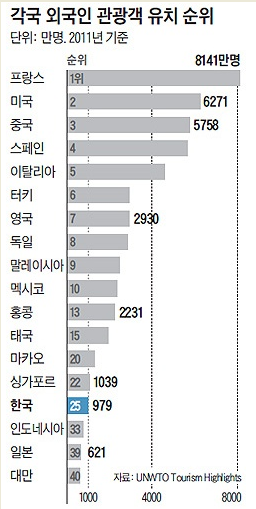 각국 외국인 관광객 유치 순위
단위: 만명. 2011년 기준
순위 8141만명
프랑스 1위
미국 2 6271
중국 3 5758
스페인 4
이탈리아 5
터키 6
영국 7 2930
독일 8
말레이시아 9
멕시코 10
홍콩 13 2231
태국 15
마카오 20
싱가포르 22 1039
한국 25 979
인도네시아 33
일본 39 621
대만 40
자료: UNWTO Tourism Highlights
1000 4000 8000